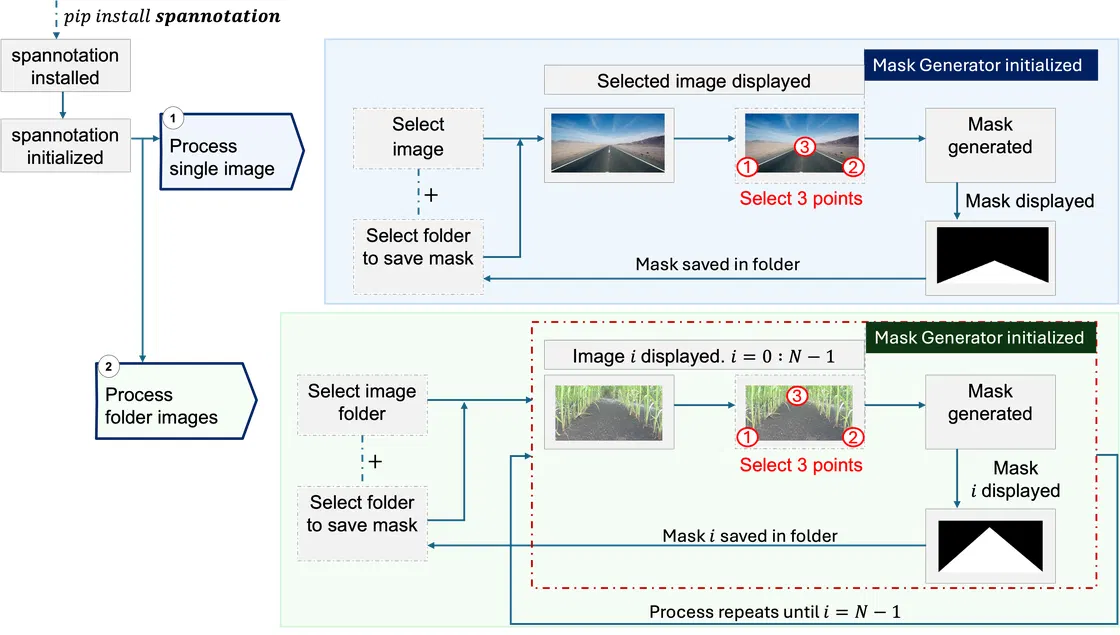 pip install spannotation
spannotation
installed
spannotation
initialized
1
Process
single image
2
Process
folder images
Mask Generator initialized
Selected image displayed
Select
image
+
Select folder
to save mask
1
2
3
Select 3 points
Mask
generated
Mask displayed
Mask saved in folder
Mask Generator initialized
Image i displayed. i = 0 : N − 1
Select image
folder
+
Select folder
to save mask
1
2
3
Select 3 points
Mask
generated
Mask
i displayed
Mask i saved in folder
Process repeats until i = N − 1